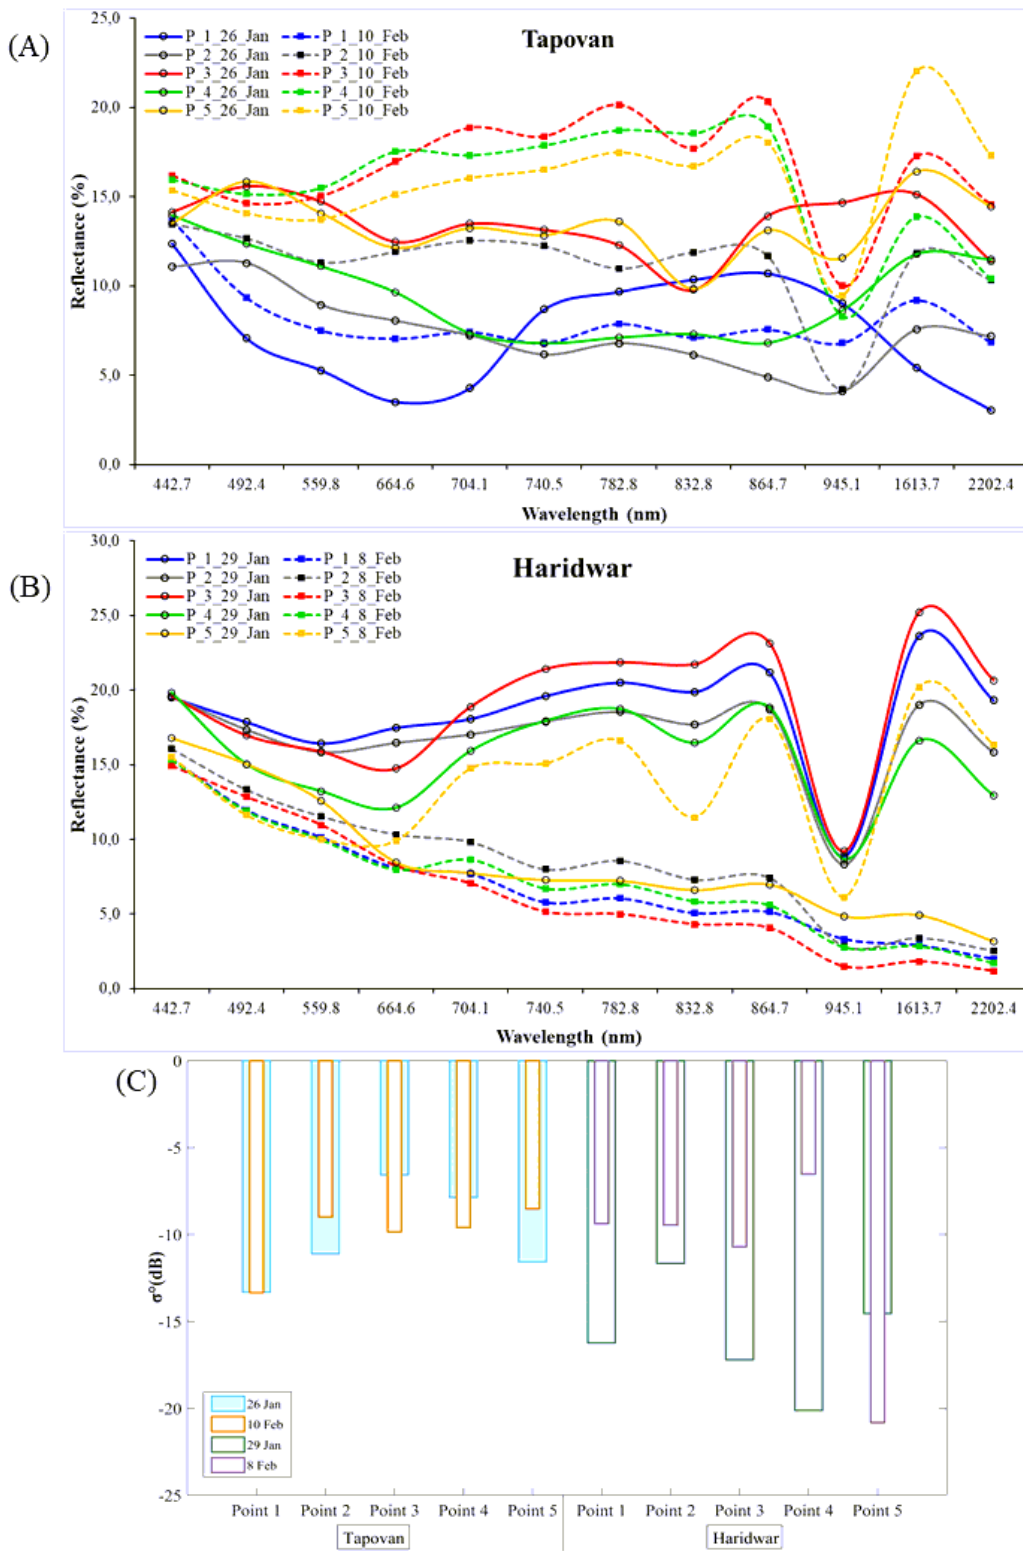 (A)
Tapovan
P_1_26_Jan P_1_10_Feb
P_2_26_Jan P_2_10_Feb
P_3_26_Jan P_3_10_Feb
P_4_26_Jan P_4_10_Feb
P_5_26_Jan P_5_10_Feb
25,0
20,0
15,0
10,0
5,0
0,0
Reflectance (%)
442.7 492.4 559.8 664.6 704.1 740.5 782.8 832.8 864.7 945.1 1613.7 2202.4
Wavelength (nm)
(B)
Haridwar
P_1_29_Jan P_1_8_Feb
P_2_29_Jan P_2_8_Feb
P_3_29_Jan P_3_8_Feb
P_4_29_Jan P_4_8_Feb
P_5_29_Jan P_5_8_Feb
30,0
25,0
20,0
15,0
10,0
5,0
0,0
Reflectance (%)
442.7 492.4 559.8 664.6 704.1 740.5 782.8 832.8 864.7 945.1 1613.7 2202.4
Wavelength (nm)
(C)
0
-5
-10
-15
-20
-25
σ°(dB)
26 Jan
10 Feb
29 Jan
8 Feb
Point 1 Point 2 Point 3 Point 4 Point 5 Point 1 Point 2 Point 3 Point 4 Point 5
Tapovan Haridwar